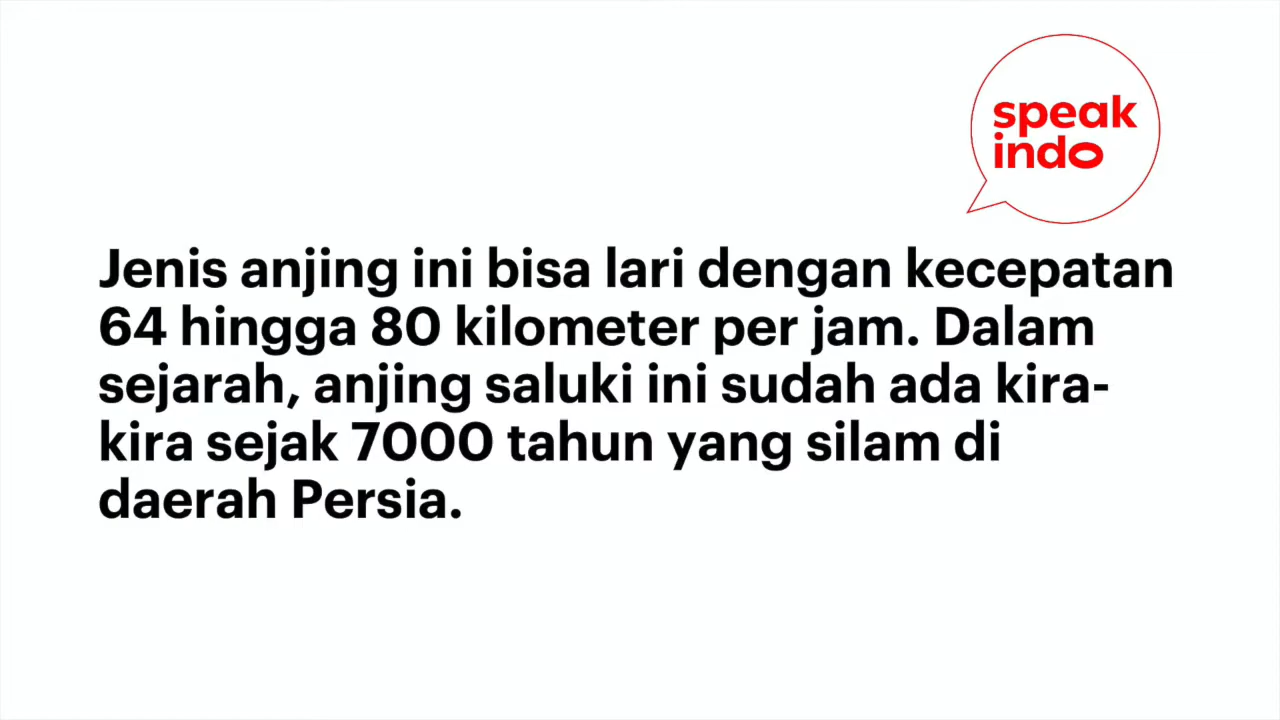 speak
indo
Jenis anjing ini bisa lari dengan kecepatan
64 hingga 80 kilometer per jam. Dalam
sejarah, anjing saluki ini sudah ada kira-
kira sejak 7000 tahun yang silam di
daerah Persia.